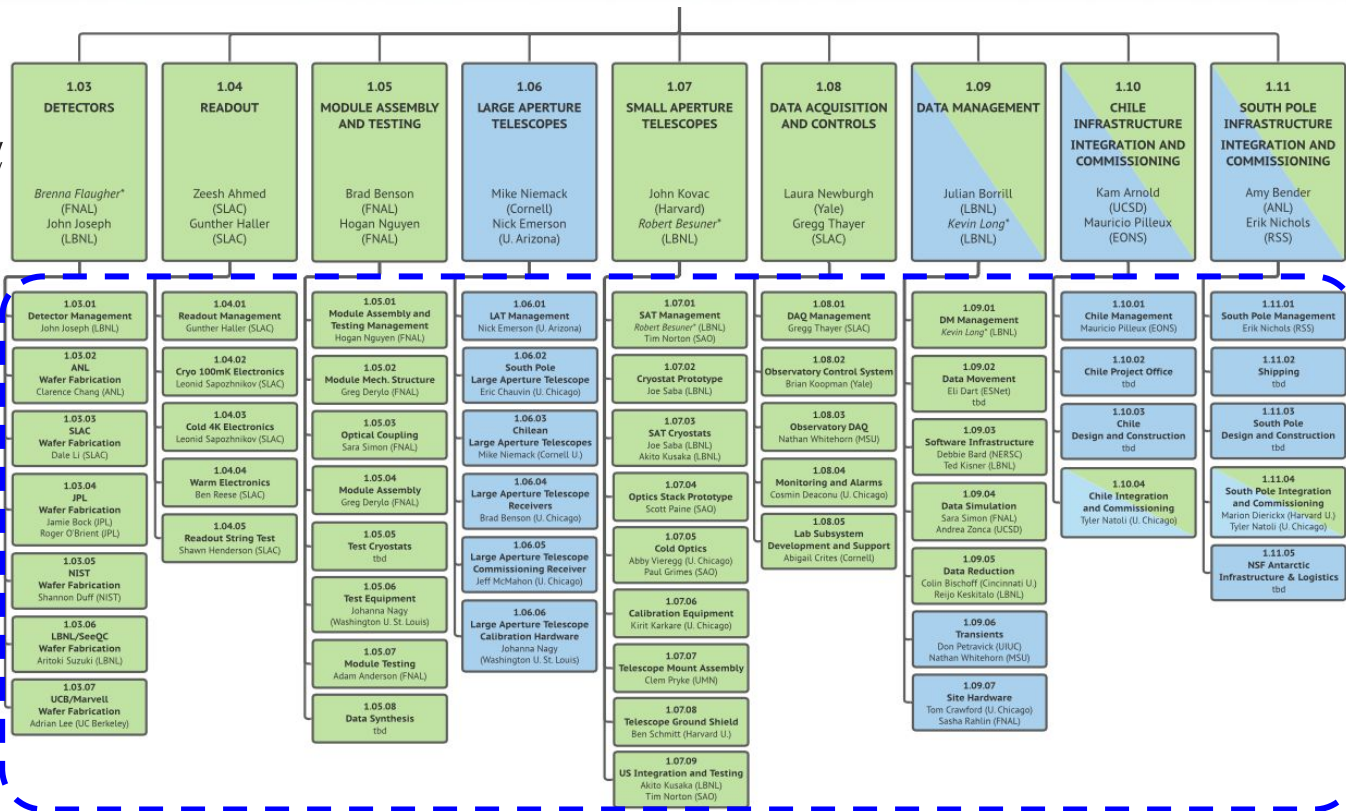 1.03
DETECTORS
Brenna Flaugher*
(FNAL)
John Joseph
(LBNL)
1.04
READOUT
Zeesh Ahmed
(SLAC)
Gunther Haller
(SLAC)
1.05
MODULE ASSEMBLY
AND TESTING
Brad Benson
(FNAL)
Hogan Nguyen
(FNAL)
1.06
LARGE APERTURE
TELESCOPES
Mike Niemack
(Cornell)
Nick Emerson
(U. Arizona)
1.07
SMALL APERTURE
TELESCOPES
John Kovac
(Harvard)
Robert Besuner*
(LBNL)
1.08
DATA ACQUISITION
AND CONTROLS
Laura Newburgh
(Yale)
Gregg Thayer
(SLAC)
1.09
DATA MANAGEMENT
Julian Borrill
(LBNL)
Kevin Long*
(LBNL)
1.10
CHILE
INFRASTRUCTURE
INTEGRATION AND
COMMISSIONING
Kam Arnold
(UCSD)
Mauricio Pilleux
(EONS)
1.11
SOUTH POLE
INFRASTRUCTURE
INTEGRATION AND
COMMISSIONING
Amy Bender
(ANL)
Erik Nichols
(RSS)
1.03.01
Detector Management
John Joseph (LBNL)
1.03.02
ANL
Wafer Fabrication
Clarence Chang (ANL)
1.03.03
SLAC
Wafer Fabrication
Dale Li (SLAC)
1.03.04
JPL
Wafer Fabrication
Jamie Bock (JPL)
Roger O'Brient (JPL)
1.03.05
NIST
Wafer Fabrication
Shannon Duff (NIST)
1.03.06
LBNL/SeeQC
Wafer Fabrication
Aritoki Suzuki (LBNL)
1.03.07
UCB/Marvell
Wafer Fabrication
Adrian Lee (UC Berkeley)
1.04.01
Readout Management
Gunther Haller (SLAC)
1.04.02
Cryo 100mK Electronics
Leonid Sapozhnikov (SLAC)
1.04.03
Cold 4K Electronics
Leonid Sapozhnikov (SLAC)
1.04.04
Warm Electronics
Ben Reese (SLAC)
1.04.05
Readout String Test
Shawn Henderson (SLAC)
1.05.01
Module Assembly and
Testing Management
Hogan Nguyen (FNAL)
1.05.02
Module Mech. Structure
Greg Derylo (FNAL)
1.05.03
Optical Coupling
Sara Simon (FNAL)
1.05.04
Module Assembly
Greg Derylo (FNAL)
1.05.05
Test Cryostats
tbd
1.05.06
Test Equipment
Johanna Nagy
(Washington U. St. Louis)
1.05.07
Module Testing
Adam Anderson (FNAL)
1.05.08
Data Synthesis
tbd
1.06.01
LAT Management
Nick Emerson (U. Arizona)
1.06.02
South Pole
Large Aperture Telescope
Eric Chauvin (U. Chicago)
1.06.03
Chilean
Large Aperture Telescopes
Mike Niemack (Cornell U.)
1.06.04
Large Aperture Telescope
Receivers
Brad Benson (U. Chicago)
1.06.05
Large Aperture Telescope
Commissioning Receiver
Jeff McMahon (U. Chicago)
1.06.06
Large Aperture Telescope
Calibration Hardware
Johanna Nagy
(Washington U. St. Louis)
1.07.01
SAT Management
Robert Besuner* (LBNL)
Tim Norton (SAO)
1.07.02
Cryostat Prototype
Joe Saba (LBNL)
1.07.03
SAT Cryostats
Joe Saba (LBNL)
Akito Kusaka (LBNL)
1.07.04
Optics Stack Prototype
Scott Paine (SAO)
1.07.05
Cold Optics
Abby Vieregg (U. Chicago)
Paul Grimes (SAO)
1.07.06
Calibration Equipment
Kirit Karkare (U. Chicago)
1.07.07
Telescope Mount Assembly
Clem Pryke (UMN)
1.07.08
Telescope Ground Shield
Ben Schmitt (Harvard U.)
1.07.09
US Integration and Testing
Akito Kusaka (LBNL)
Tim Norton (SAO)
1.08.01
DAQ Management
Gregg Thayer (SLAC)
1.08.02
Observatory Control System
Brian Koopman (Yale)
1.08.03
Observatory DAQ
Nathan Whitehorn (MSU)
1.08.04
Monitoring and Alarms
Cosmin Deaconu (U. Chicago)
1.08.05
Lab Subsystem
Development and Support
Abigail Crites (Cornell)
1.09.01
DM Management
Kevin Long* (LBNL)
1.09.02
Data Movement
Eli Dart (ESNet)
tbd
1.09.03
Software Infrastructure
Debbie Bard (NERSC)
Ted Kisner (LBNL)
1.09.04
Data Simulation
Sara Simon (FNAL)
Andrea Zonca (UCSD)
1.09.05
Data Reduction
Colin Bischoff (Cincinnati U.)
Reijo Keskitalo (LBNL)
1.09.06
Transients
Don Petravick (UIUC)
Nathan Whitehorn (MSU)
1.09.07
Site Hardware
Tom Crawford (U. Chicago)
Sasha Rahlin (FNAL)
1.10.01
Chile Management
Mauricio Pilleux (EONS)
1.10.02
Chile Project Office
tbd
1.10.03
Chile
Design and Construction
tbd
1.10.04
Chile Integration
and Commissioning
Tyler Natoli (U. Chicago)
1.11.01
South Pole Management
Erik Nichols (RSS)
1.11.02
Shipping
tbd
1.11.03
South Pole
Design and Construction
tbd
1.11.04
South Pole Integration
and Commissioning
Marion Dierickx (Harvard U.)
Tyler Natoli (U. Chicago)
1.11.05
NSF Antarctic
Infrastructure & Logistics
tbd